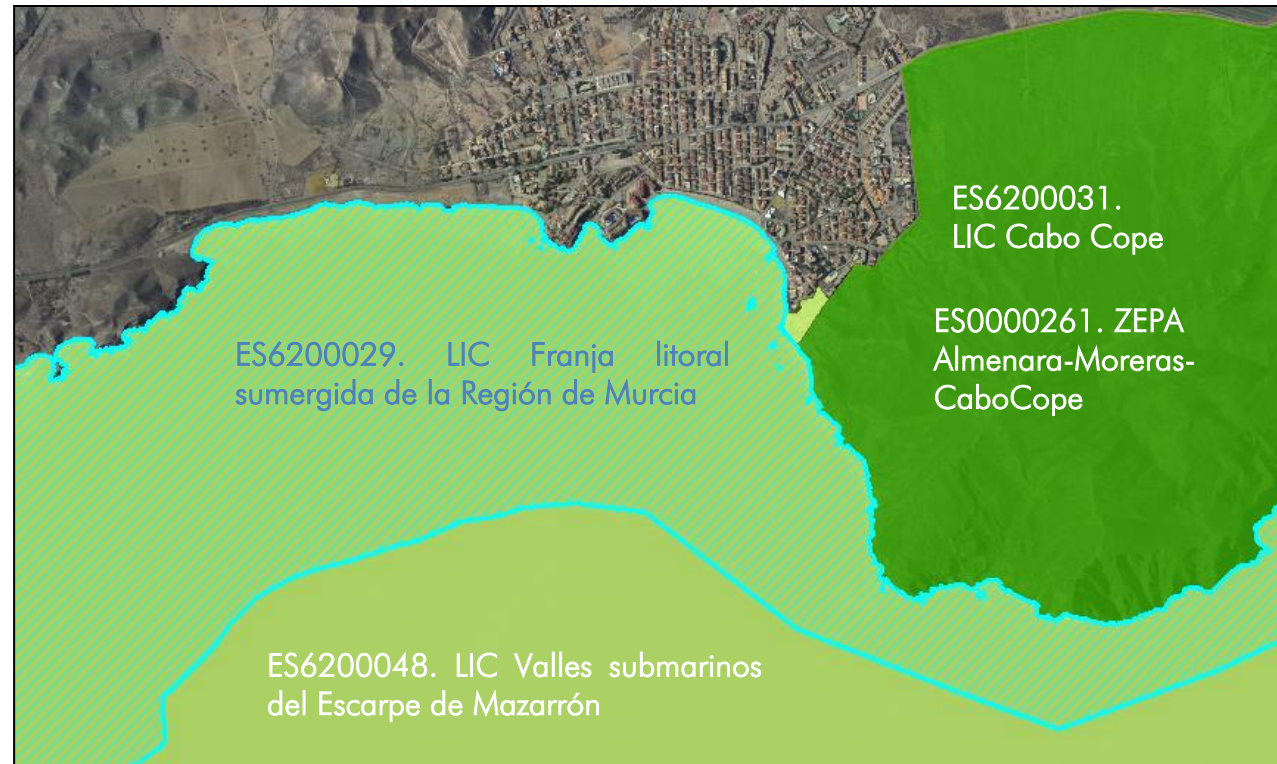 ES6200031.
LIC Cabo Cope
ES0000261. ZEPA
Almenara-Moreras-
CaboCope
ES6200029. LIC Franja litoral
sumergida de la Región de Murcia
ES6200048. LIC Valles submarinos
del Escarpe de Mazarrón